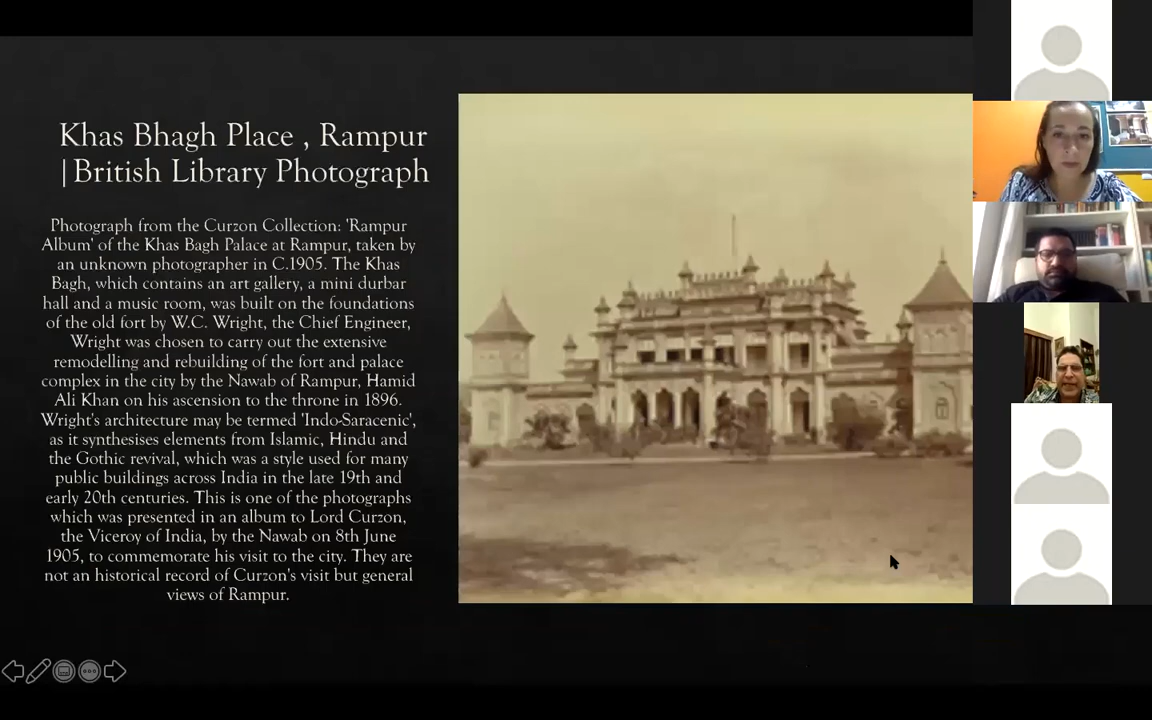 Khas Bhagh Place , Rampur
|British Library Photograph
Photograph from the Curzon Collection: 'Rampur
Album' of the Khas Bagh Palace at Rampur, taken by
an unknown photographer in C.1905. The Khas
Bagh, which contains an art gallery, a mini durbar
hall and a music room, was built on the foundations
of the old fort by W.C. Wright, the Chief Engineer,
Wright was chosen to carry out the extensive
remodelling and rebuilding of the fort and palace
complex in the city by the Nawab of Rampur, Hamid
Ali Khan on his ascension to the throne in 1896.
Wright's architecture may be termed 'Indo-Saracenic',
as it synthesises elements from Islamic, Hindu and
the Gothic revival, which was a style used for many
public buildings across India in the late 19th and
early 20th centuries. This is one of the photographs
which was presented in an album to Lord Curzon,
the Viceroy of India, by the Nawab on 8th June
1905, to commemorate his visit to the city. They are
not an historical record of Curzon's visit but general
views of Rampur.